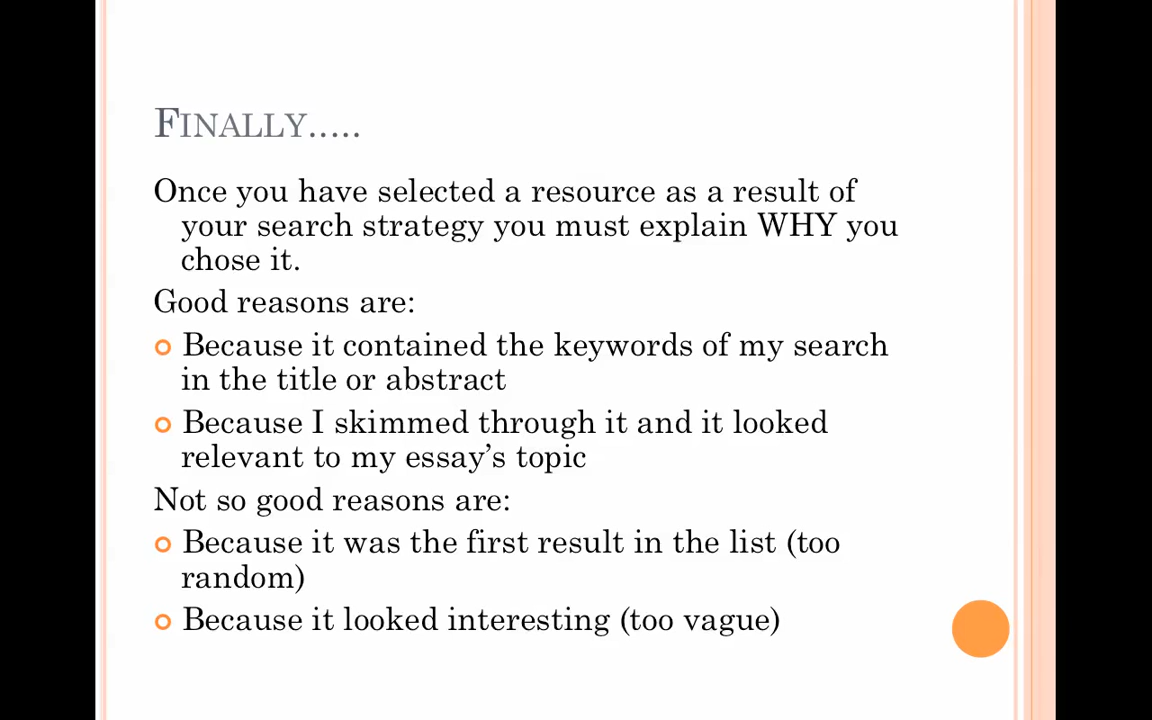 FINALLY.....
Once you have selected a resource as a result of
your search strategy you must explain WHY you
chose it.
Good reasons are:
Because it contained the keywords of my search
in the title or abstract
Because I skimmed through it and it looked
relevant to my essay’s topic
Not so good reasons are:
Because it was the first result in the list (too
random)
Because it looked interesting (too vague)